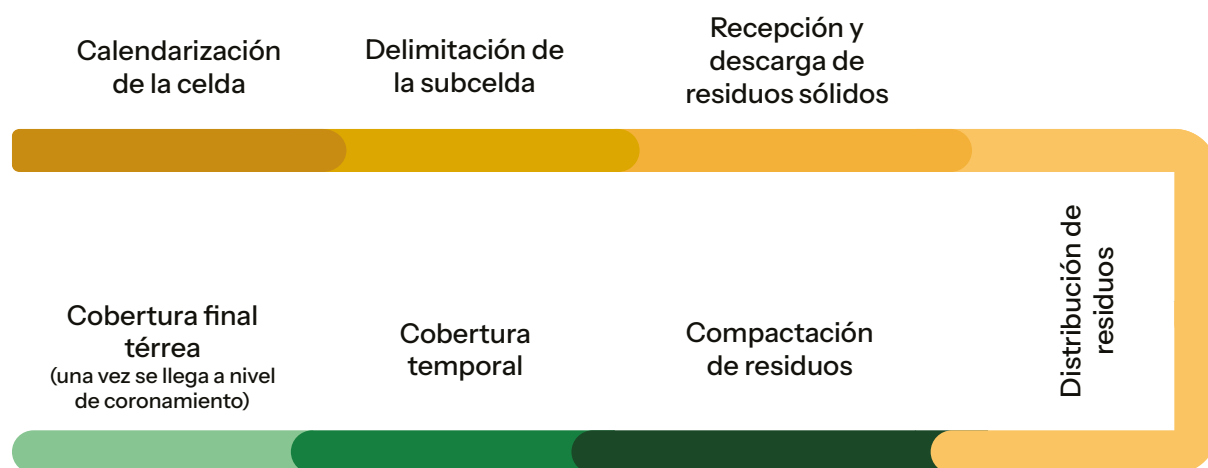 Calendarización
de la celda
Delimitación de
la subcelda
Recepción y
descarga de
residuos sólidos
Distribución de
residuos
Compactación
de residuos
Cobertura
temporal
Cobertura final
térrea
(una vez se llega a nivel
de coronamiento)